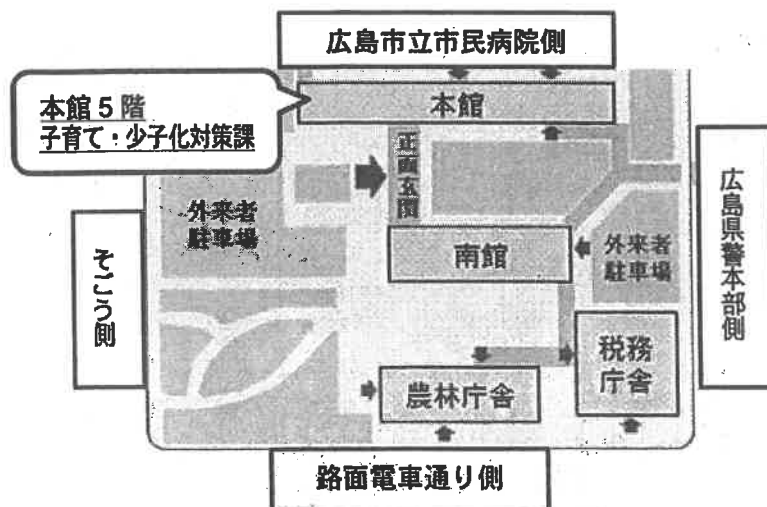 広島市立市民病院側
本館５階
子育て・少子化対策課
本館
正面玄関
外来者
駐車場
南館
外来者
駐車場
そごう側
広島県警本部側
税務
庁舎
農林庁舎
路面電車通り側